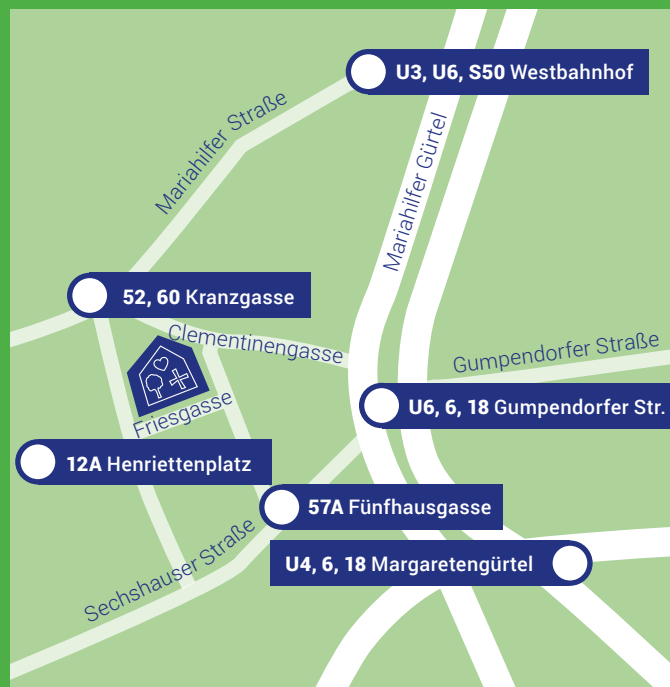 U3, U6, S50 Westbahnhof
Mariahilfer Straße
Mariahilfer Gürtel
52, 60 Kranzgasse
Clementinengasse
Gumpendorfer Straße
Friesgasse
U6, 6, 18 Gumpendorfer Str.
12A Henriettenplatz
57A Fünfhausgasse
Sechshauser Straße
U4, 6, 18 Margaretengürtel